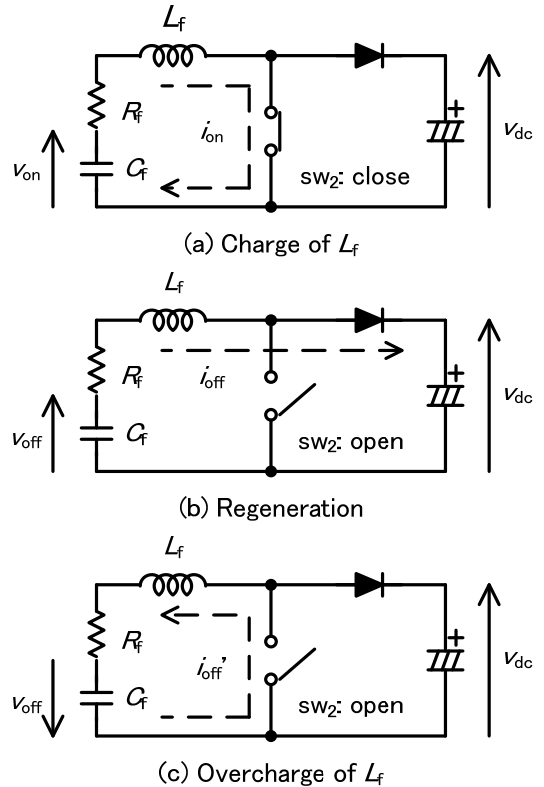 Lf
Rf
ion
+
vdc
von
Cf
sw2: close
(a) Charge of Lf
Lf
Rf
ioff
+
vdc
voff
Cf
sw2: open
(b) Regeneration
Lf
Rf
ioff'
+
vdc
voff
Cf
sw2: open
(c) Overcharge of Lf